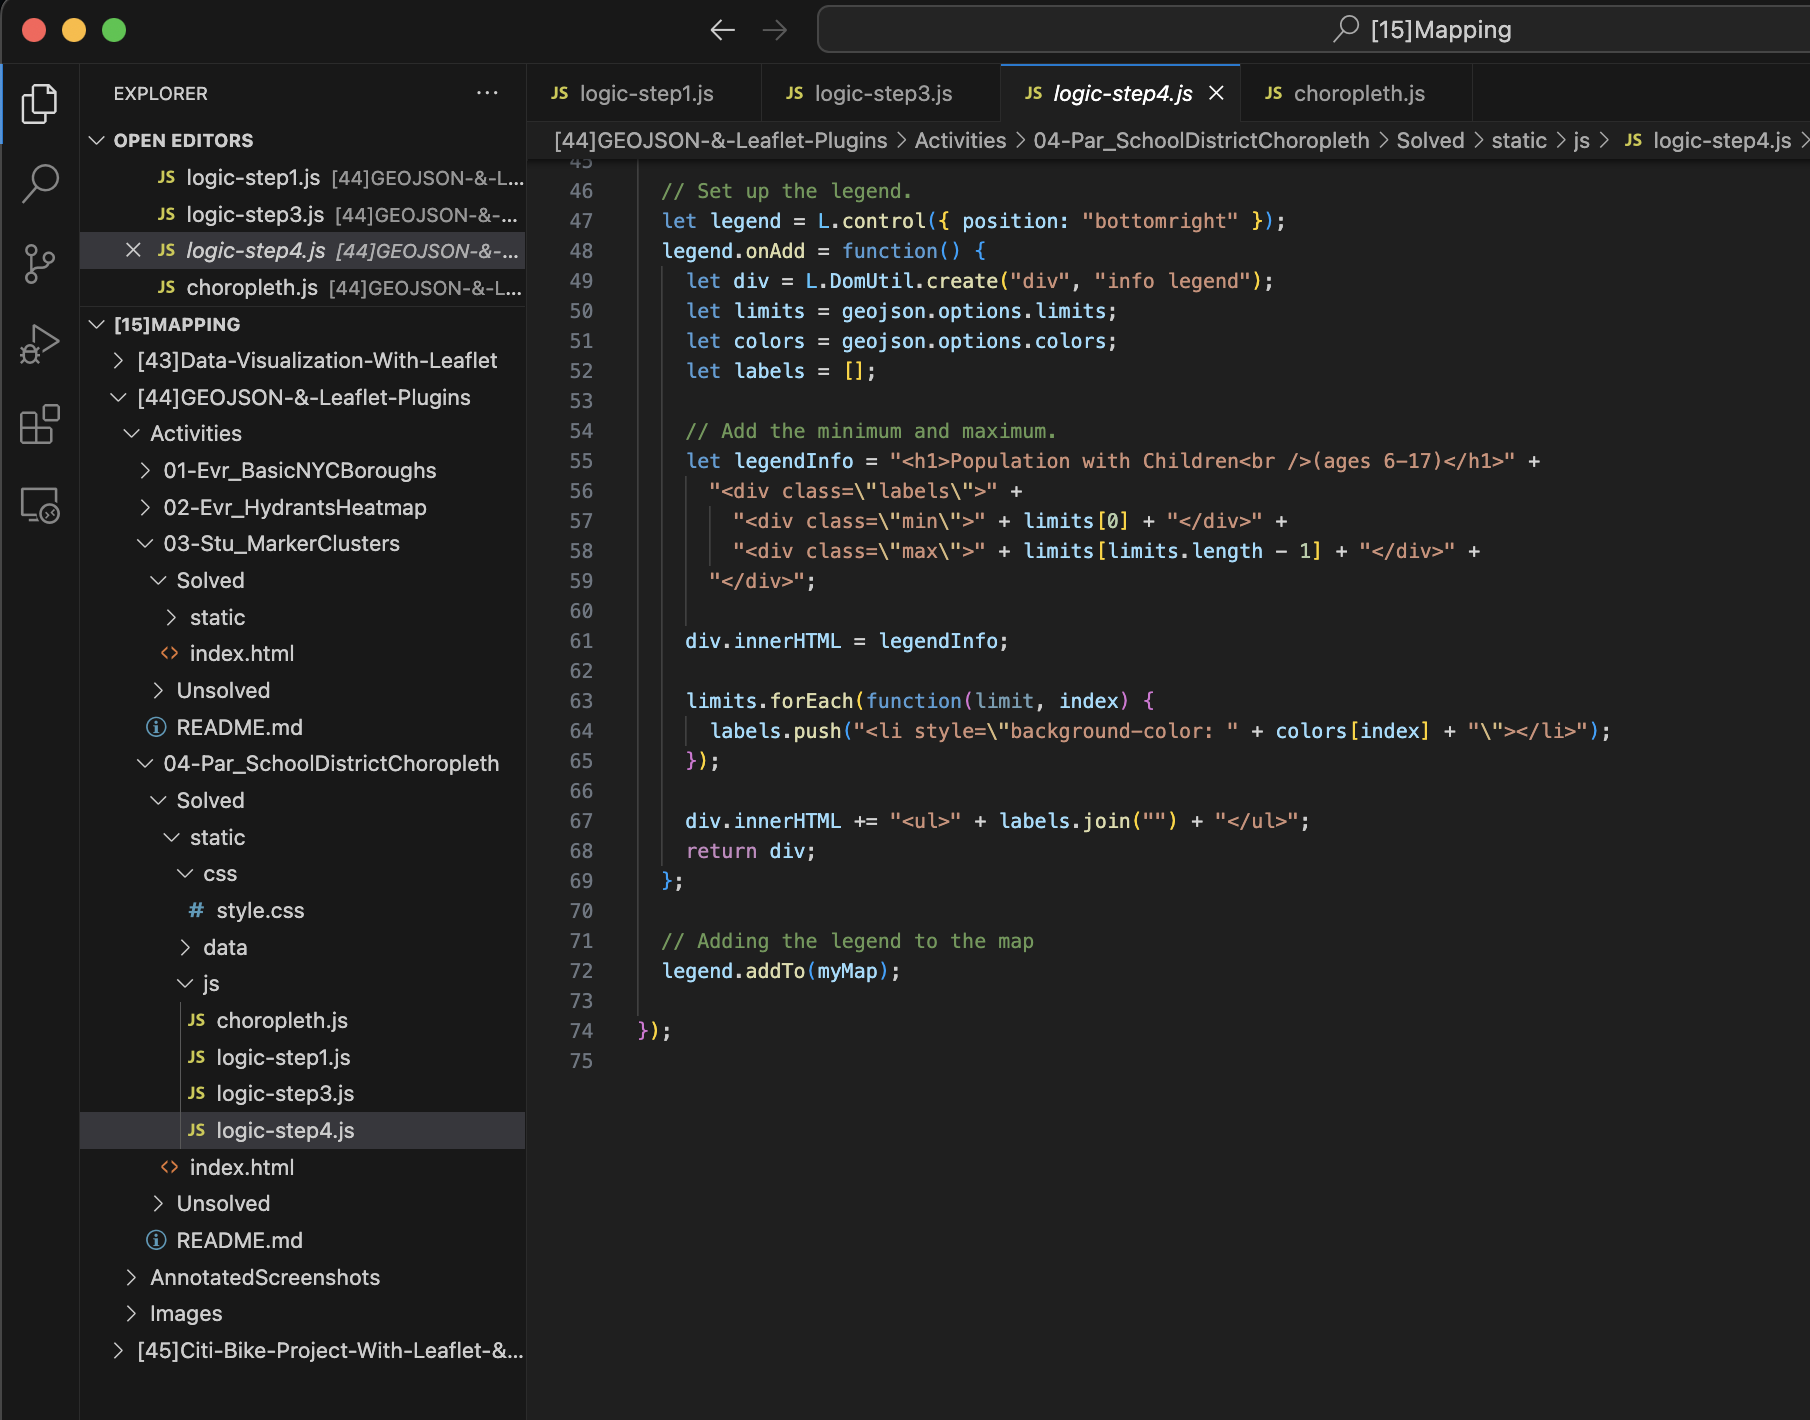 [15]Mapping
EXPLORER ···
OPEN EDITORS
JS logic-step1.js [44]GEOJSON-&-L...
JS logic-step3.js [44]GEOJSON-&-...
JS logic-step4.js [44]GEOJSON-&-...
JS choropleth.js [44]GEOJSON-&-L...
[15]MAPPING
[43]Data-Visualization-With-Leaflet
[44]GEOJSON-&-Leaflet-Plugins
Activities
01-Evr_BasicNYCBoroughs
02-Evr_HydrantsHeatmap
03-Stu_MarkerClusters
Solved
static
<> index.html
Unsolved
README.md
04-Par_SchoolDistrictChoropleth
Solved
static
css
# style.css
data
js
JS choropleth.js
JS logic-step1.js
JS logic-step3.js
JS logic-step4.js
<> index.html
Unsolved
README.md
AnnotatedScreenshots
Images
[45]Citi-Bike-Project-With-Leaflet-&...
JS logic-step1.js JS logic-step3.js JS logic-step4.js JS choropleth.js
[44]GEOJSON-&-Leaflet-Plugins > Activities > 04-Par_SchoolDistrictChoropleth > Solved > static > js > JS logic-step4.js >
45
46 // Set up the legend.
47 let legend = L.control({ position: "bottomright" });
48 legend.onAdd = function() {
49 let div = L.DomUtil.create("div", "info legend");
50 let limits = geojson.options.limits;
51 let colors = geojson.options.colors;
52 let labels = [];
53
54 // Add the minimum and maximum.
55 let legendInfo = "<h1>Population with Children<br />(ages 6-17)</h1>" +
56 "<div class=\"labels\">" +
57 "<div class=\"min\">" + limits[0] + "</div>" +
58 "<div class=\"max\">" + limits[limits.length - 1] + "</div>" +
59 "</div>";
60
61 div.innerHTML = legendInfo;
62
63 limits.forEach(function(limit, index) {
64 labels.push("<li style=\"background-color: " + colors[index] + "\"></li>");
65 });
66
67 div.innerHTML += "<ul>" + labels.join("") + "</ul>";
68 return div;
69 };
70
71 // Adding the legend to the map
72 legend.addTo(myMap);
73
74 });
75